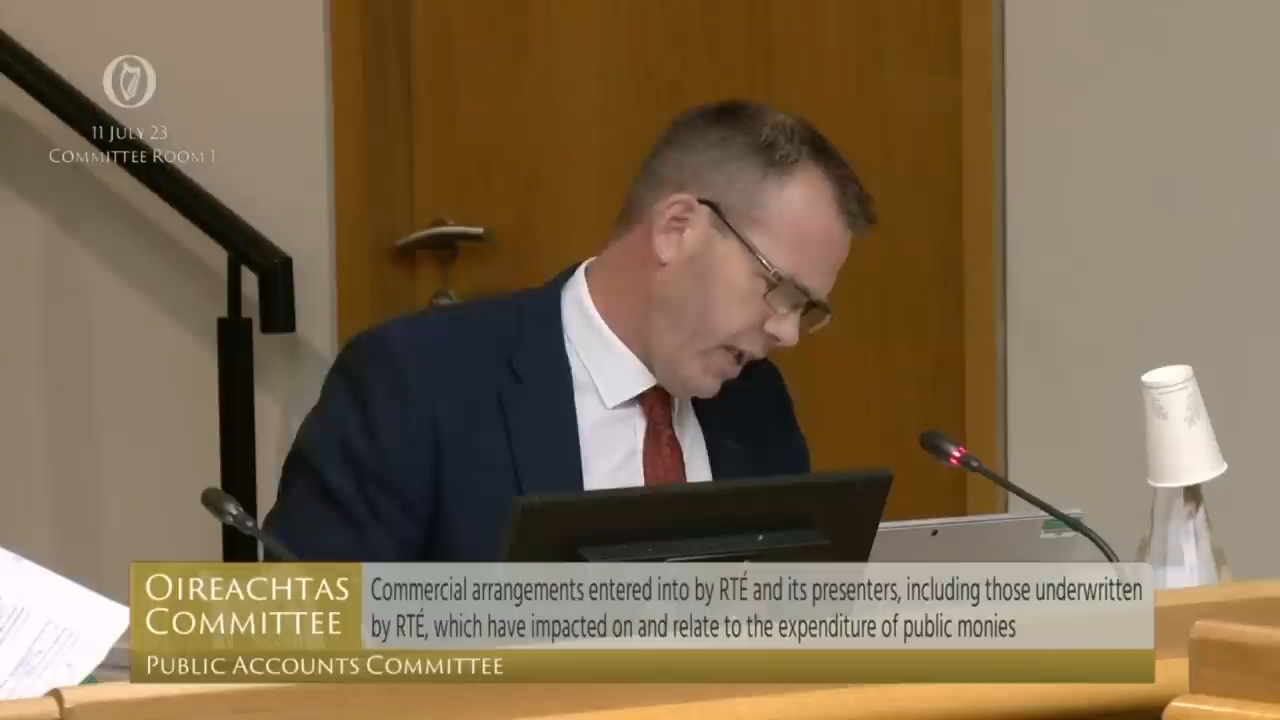 11 July 23
Committee Room 1
Oireachtas
Committee
Commercial arrangements entered into by RTÉ and its presenters, including those underwritten
by RTÉ, which have impacted on and relate to the expenditure of public monies
Public Accounts Committee